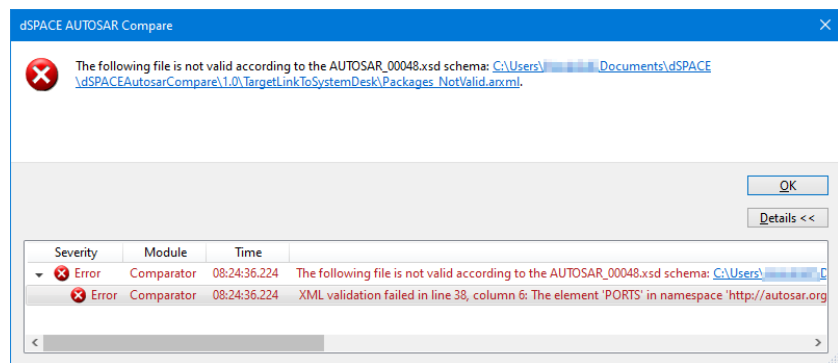 dSPACE AUTOSAR Compare
The following file is not valid according to the AUTOSAR_00048.xsd schema: C:\Users\ Documents\dSPACE
\dSPACEAutosarCompare\1.0\TargetLinkToSystemDesk\Packages_NotValid.arxml.
OK
Details <<
Severity Module Time
Error Comparator 08:24:36.224 The following file is not valid according to the AUTOSAR_00048.xsd schema: C:\Users\
Error Comparator 08:24:36.224 XML validation failed in line 38, column 6: The element 'PORTS' in namespace 'http://autosar.org